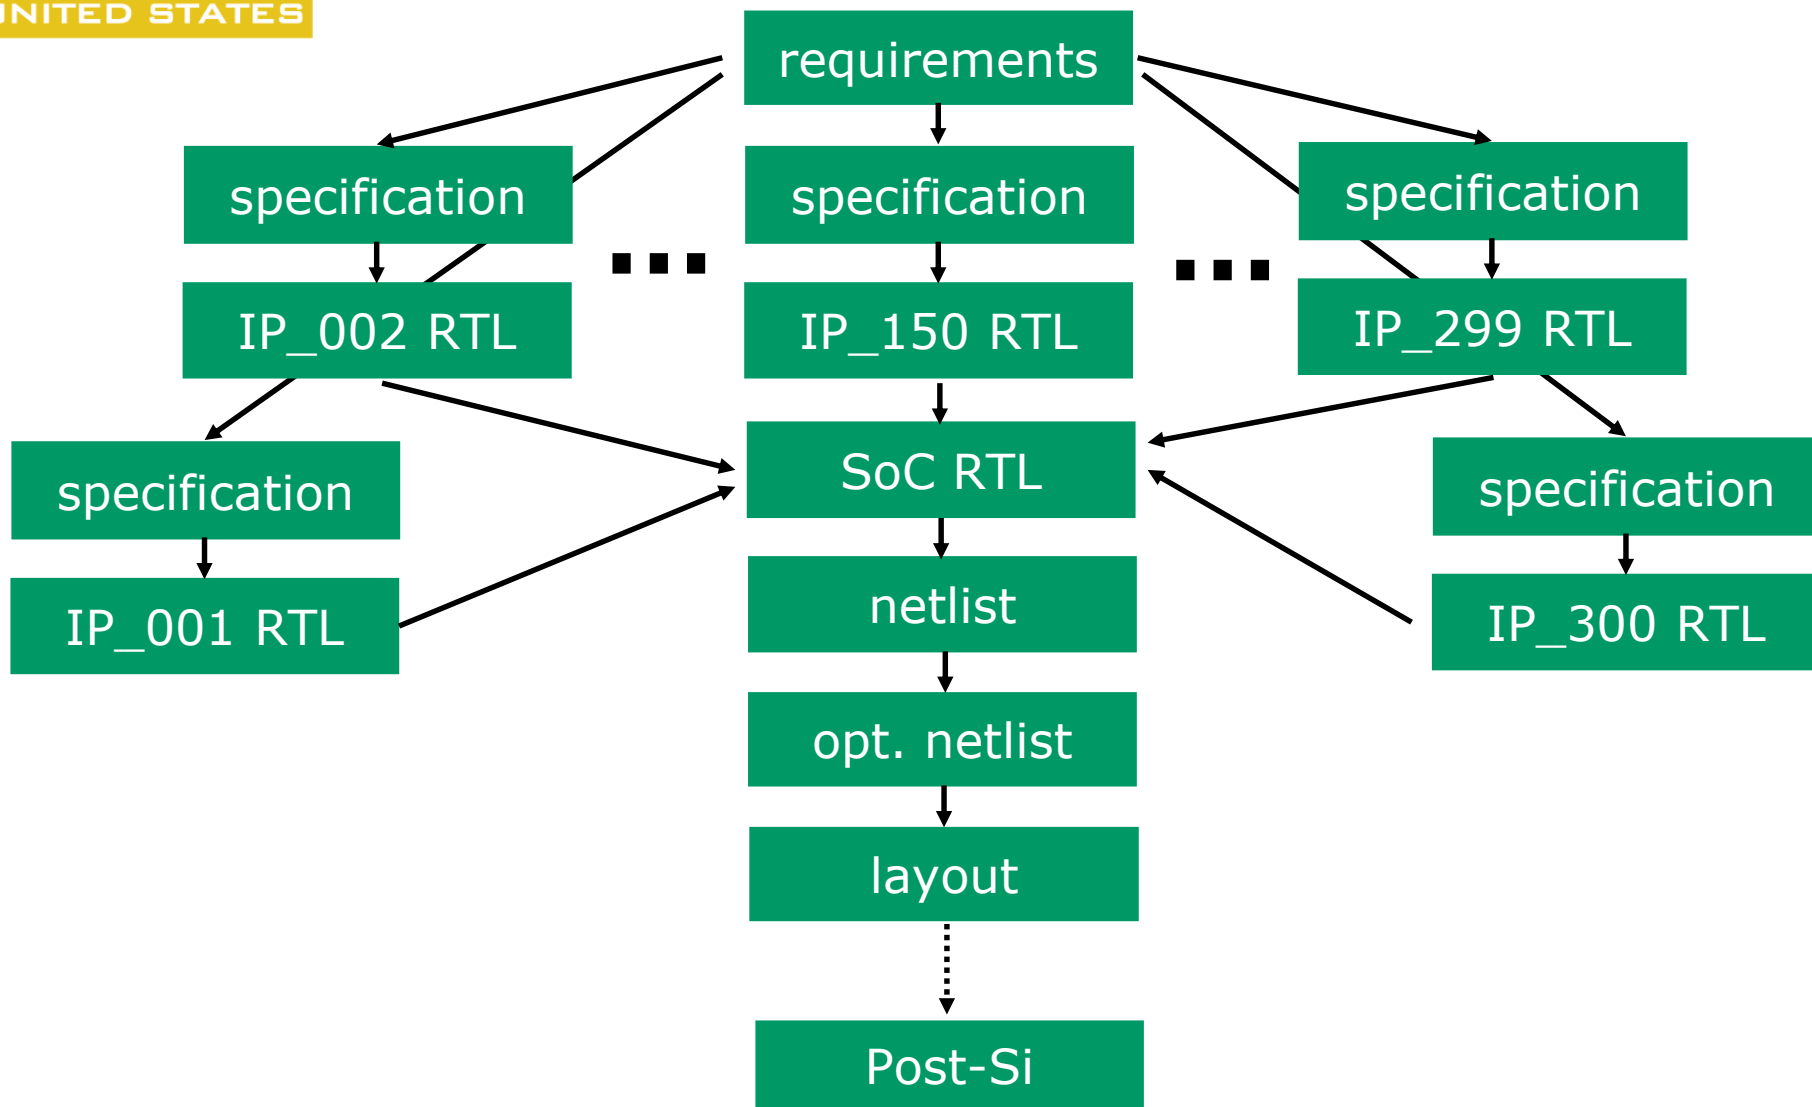 UNITED STATES
requirements
specification
specification
specification
IP_002 RTL
IP_150 RTL
IP_299 RTL
specification
SoC RTL
specification
IP_001 RTL
netlist
IP_300 RTL
opt. netlist
layout
Post-Si